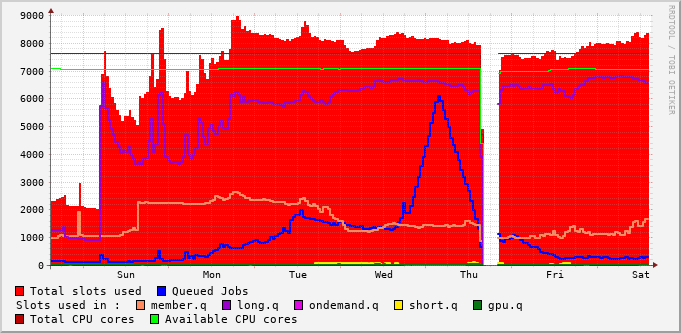 9000
8000
7000
6000
5000
4000
3000
2000
1000
0
Sun Mon Tue Wed Thu Fri Sat
RRDTOOL / TOBI OETIKER
Total slots used Queued Jobs
Slots used in : member.q long.q ondemand.q short.q gpu.q
Total CPU cores Available CPU cores